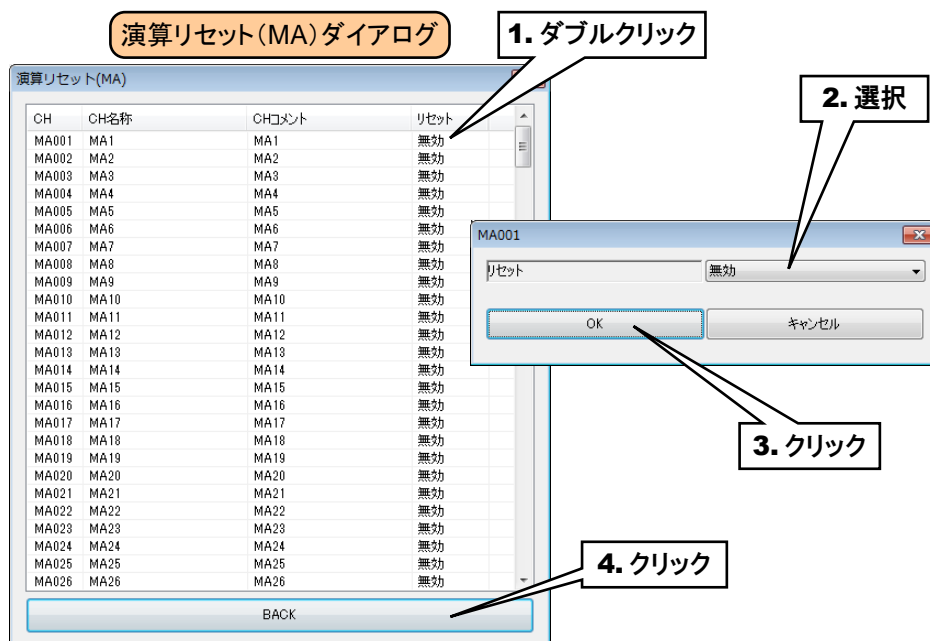 演算リセット(MA)ダイアログ
1. ダブルクリック
演算リセット(MA)
2. 選択
CH CH名称 CHコメント リセット
MA001 MA1 MA1 無効
MA002 MA2 MA2 無効
MA003 MA3 MA3 無効
MA004 MA4 MA4 無効
MA005 MA5 MA5 無効
MA006 MA6 MA6 無効
MA007 MA7 MA7 無効
MA008 MA8 MA8 無効
MA009 MA9 MA9 無効
MA010 MA10 MA10 無効
MA011 MA11 MA11 無効
MA012 MA12 MA12 無効
MA013 MA13 MA13 無効
MA014 MA14 MA14 無効
MA015 MA15 MA15 無効
MA016 MA16 MA16 無効
MA017 MA17 MA17 無効
MA018 MA18 MA18 無効
MA019 MA19 MA19 無効
MA020 MA20 MA20 無効
MA021 MA21 MA21 無効
MA022 MA22 MA22 無効
MA023 MA23 MA23 無効
MA024 MA24 MA24 無効
MA025 MA25 MA25 無効
MA026 MA26 MA26 無効
MA001
リセット 無効
OK キャンセル
3. クリック
4. クリック
BACK